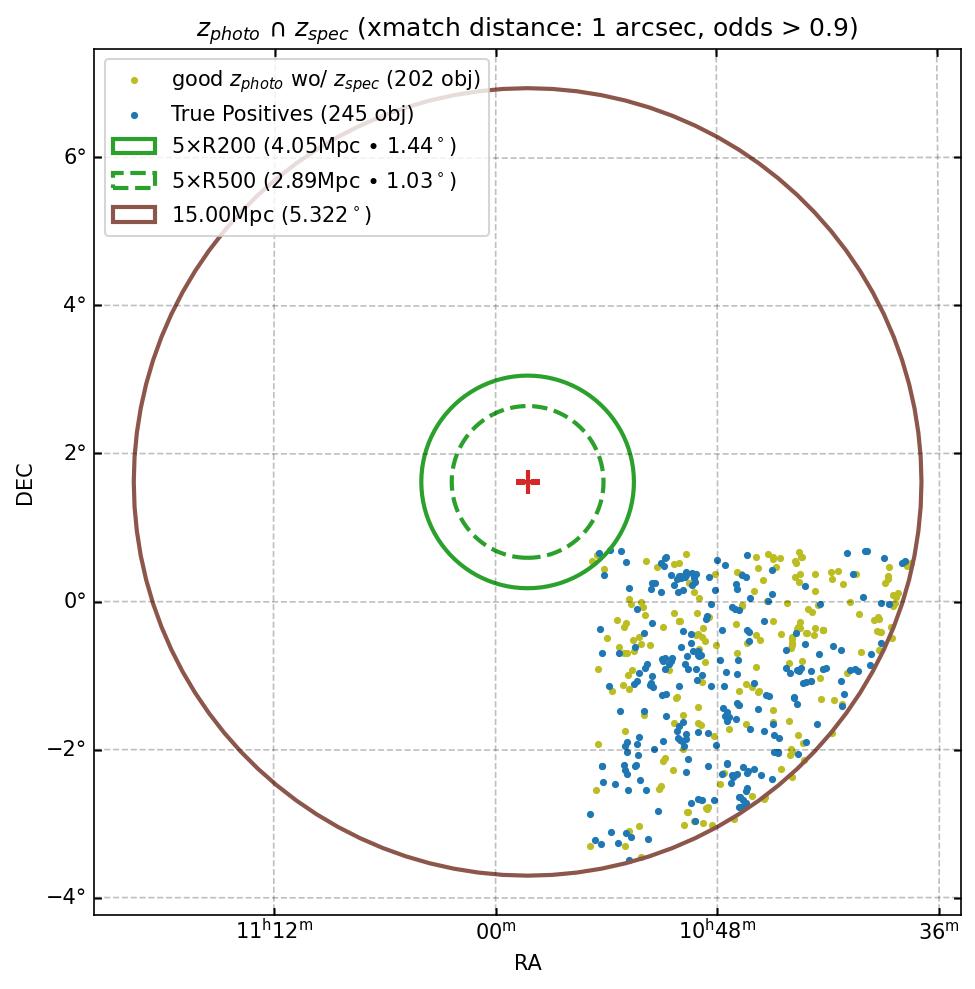 z_photo ∩ z_spec (xmatch distance: 1 arcsec, odds > 0.9)
good z_photo wo/ z_spec (202 obj)
True Positives (245 obj)
5×R200 (4.05Mpc • 1.44°)
5×R500 (2.89Mpc • 1.03°)
15.00Mpc (5.322°)
6°
4°
2°
0°
−2°
−4°
DEC
11ʰ12ᵐ
00ᵐ
10ʰ48ᵐ
36ᵐ
RA